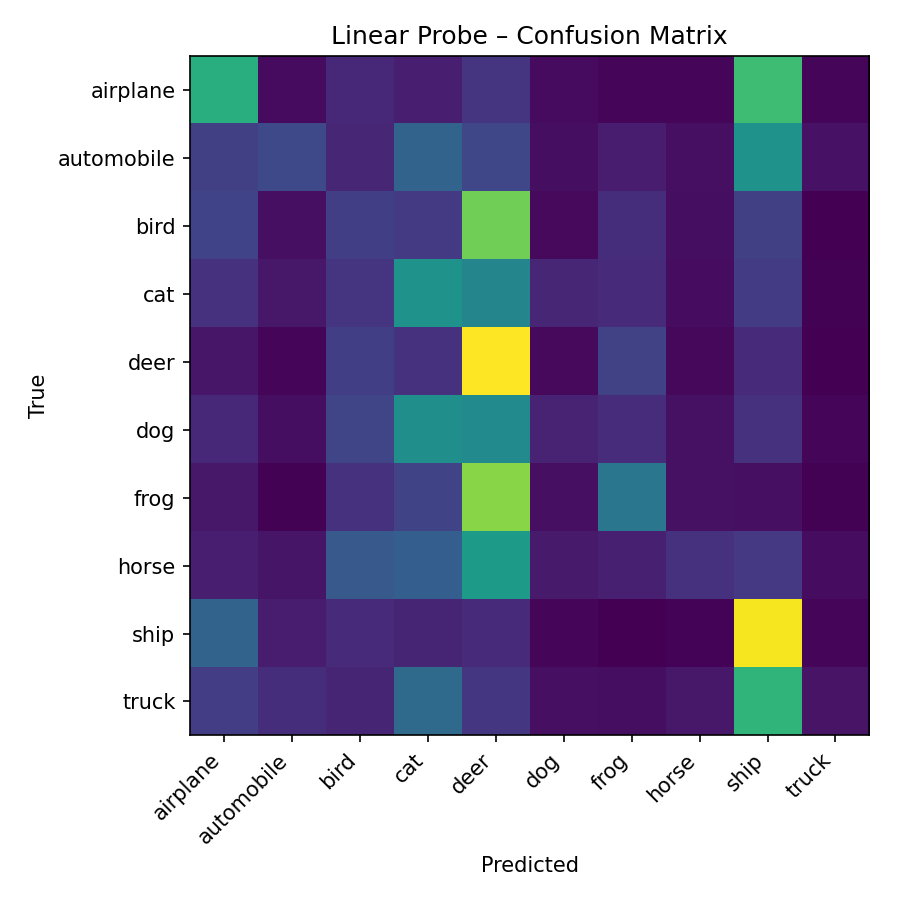 Linear Probe – Confusion Matrix
airplane
automobile
bird
cat
deer
dog
frog
horse
ship
truck
True
airplane
automobile
bird
cat
deer
dog
frog
horse
ship
truck
Predicted